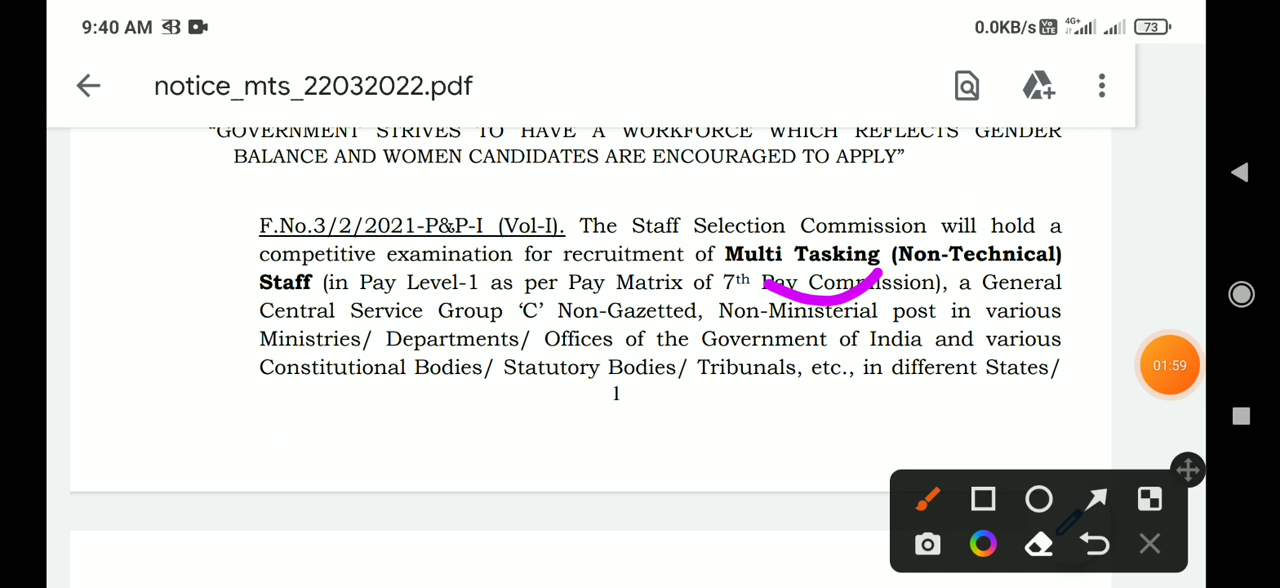 9:40 AM
0.0KB/s Vo LTE 4G+ 73
notice_mts_22032022.pdf
"GOVERNMENT STRIVES TO HAVE A WORKFORCE WHICH REFLECTS GENDER
BALANCE AND WOMEN CANDIDATES ARE ENCOURAGED TO APPLY"
F.No.3/2/2021-P&P-I (Vol-I). The Staff Selection Commission will hold a
competitive examination for recruitment of Multi Tasking (Non-Technical)
Staff (in Pay Level-1 as per Pay Matrix of 7th Pay Commission), a General
Central Service Group 'C' Non-Gazetted, Non-Ministerial post in various
Ministries/ Departments/ Offices of the Government of India and various
Constitutional Bodies/ Statutory Bodies/ Tribunals, etc., in different States/
1
01:59